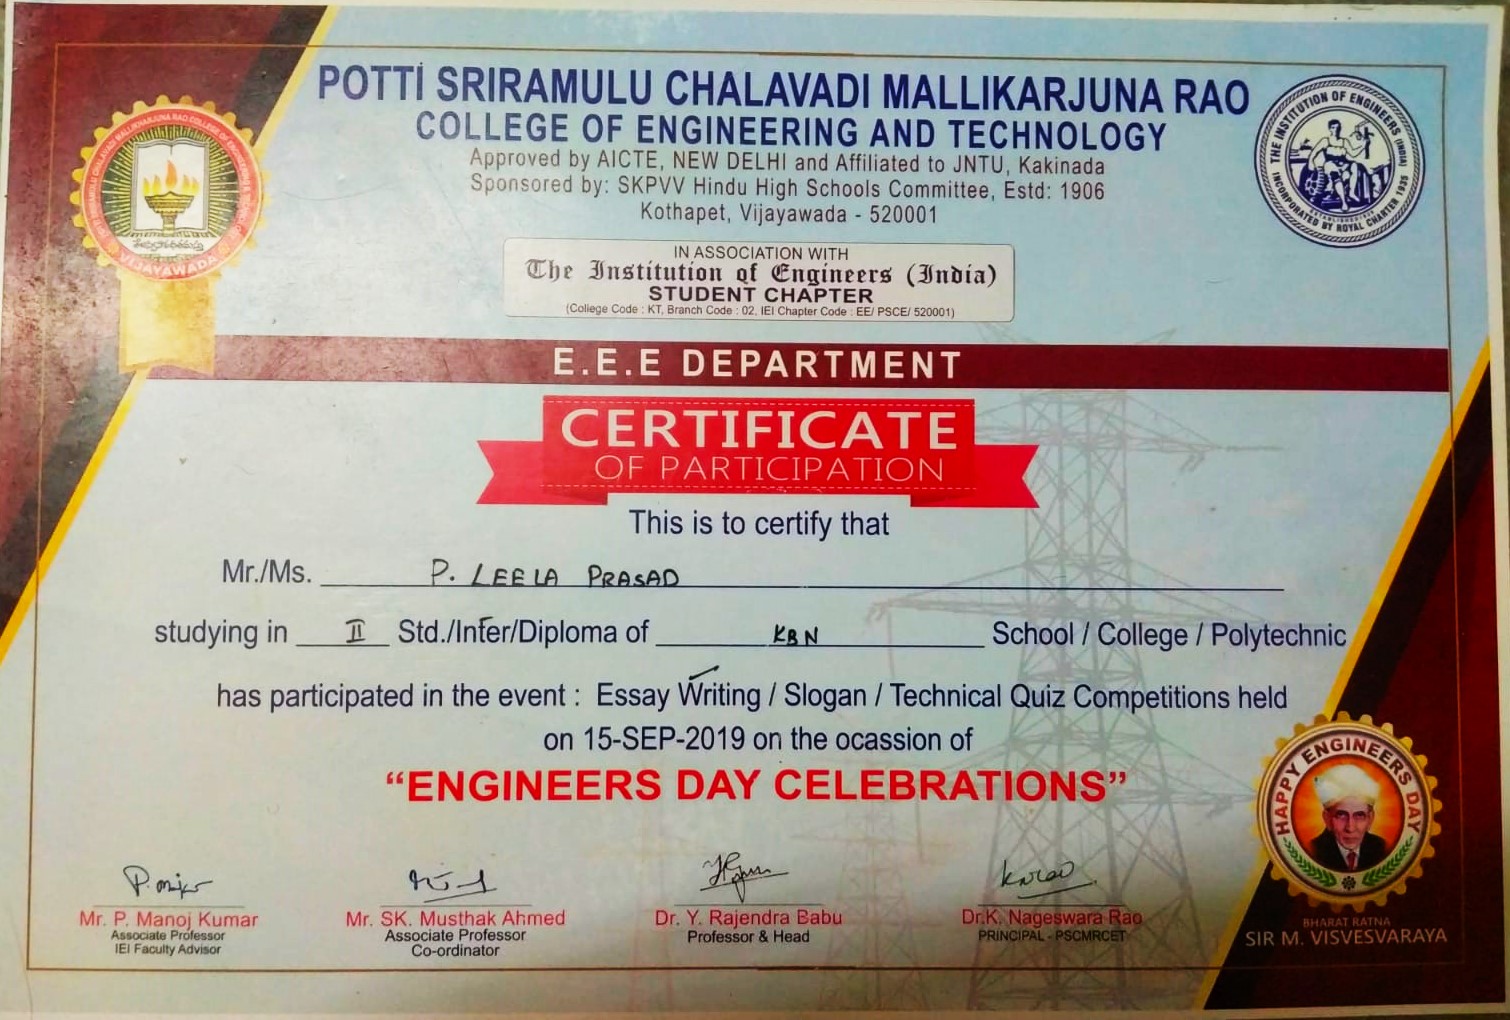 POTTI SRIRAMULU CHALAVADI MALLIKARJUNA RAO
COLLEGE OF ENGINEERING AND TECHNOLOGY
Approved by AICTE, NEW DELHI and Affiliated to JNTU, Kakinada
Sponsored by: SKPVV Hindu High Schools Committee, Estd: 1906
Kothapet, Vijayawada - 520001
VIJAYAWADA
THE INSTITUTION OF ENGINEERS (INDIA)
INCORPORATED BY ROYAL CHARTER 1935
IN ASSOCIATION WITH
The Institution of Engineers (India)
STUDENT CHAPTER
(College Code : KT, Branch Code : 02, IEI Chapter Code : EE/ PSCE/ 520001)
E.E.E DEPARTMENT
CERTIFICATE
OF PARTICIPATION
This is to certify that
Mr./Ms. P. LEELA PRASAD
studying in II Std./Inter/Diploma of KBN School / College / Polytechnic
has participated in the event : Essay Writing / Slogan / Technical Quiz Competitions held
on 15-SEP-2019 on the ocassion of
“ENGINEERS DAY CELEBRATIONS”
HAPPY ENGINEERS DAY
BHARAT RATNA
SIR M. VISVESVARAYA
Mr. P. Manoj Kumar
Associate Professor
IEI Faculty Advisor
Mr. SK. Musthak Ahmed
Associate Professor
Co-ordinator
Dr. Y. Rajendra Babu
Professor & Head
Dr.K. Nageswara Rao
PRINCIPAL - PSCMRCET